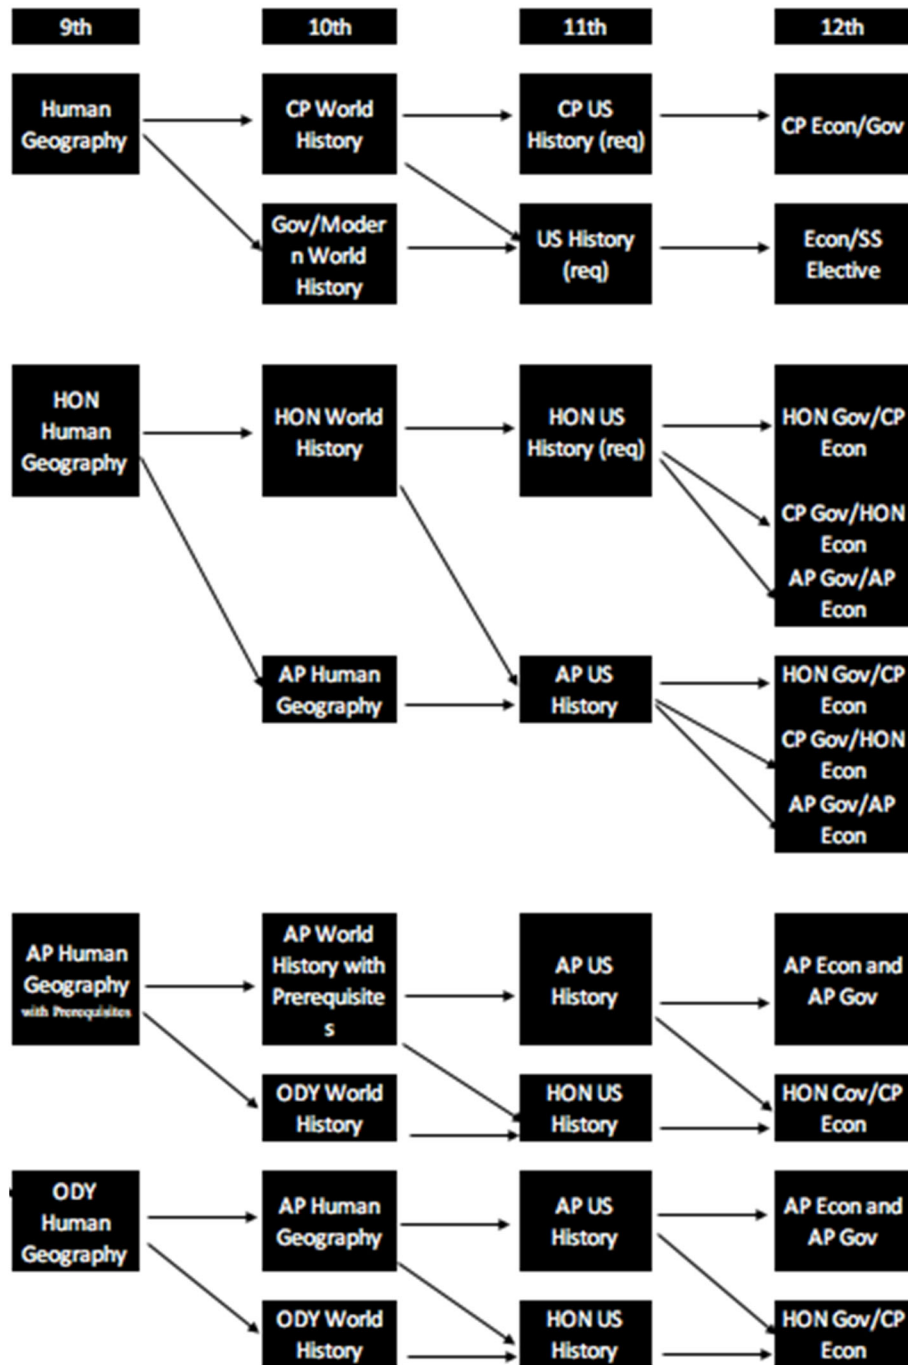 9th
10th
11th
12th
Human
Geography
CP World
History
CP US
History (req)
CP Econ/Gov
Gov/Moder
n World
History
US History
(req)
Econ/SS
Elective
HON
Human
Geography
HON World
History
HON US
History (req)
HON Gov/CP
Econ
CP Gov/HON
Econ
AP Gov/AP
Econ
AP Human
Geography
AP US
History
HON Gov/CP
Econ
CP Gov/HON
Econ
AP Gov/AP
Econ
AP Human
Geography
with Prerequisites
AP World
History with
Prerequisite
s
AP US
History
AP Econ and
AP Gov
ODY World
History
HON US
History
HON Cov/CP
Econ
ODY
Human
Geography
AP Human
Geography
AP US
History
AP Econ and
AP Gov
ODY World
History
HON US
History
HON Gov/CP
Econ